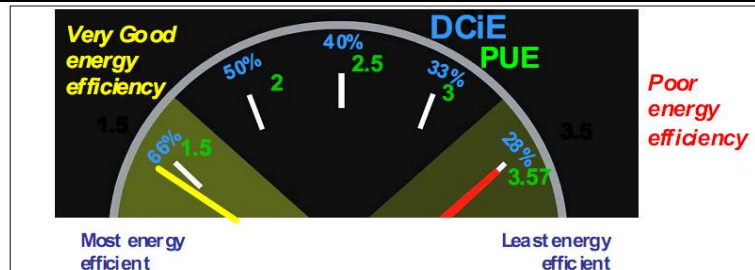 Very Good
energy
efficiency
DCiE
PUE
40%
2.5
50%
2
33%
3
Poor
energy
efficiency
1.5
3.5
66%
1.5
28%
3.57
Most energy
efficient
Least energy
efficient